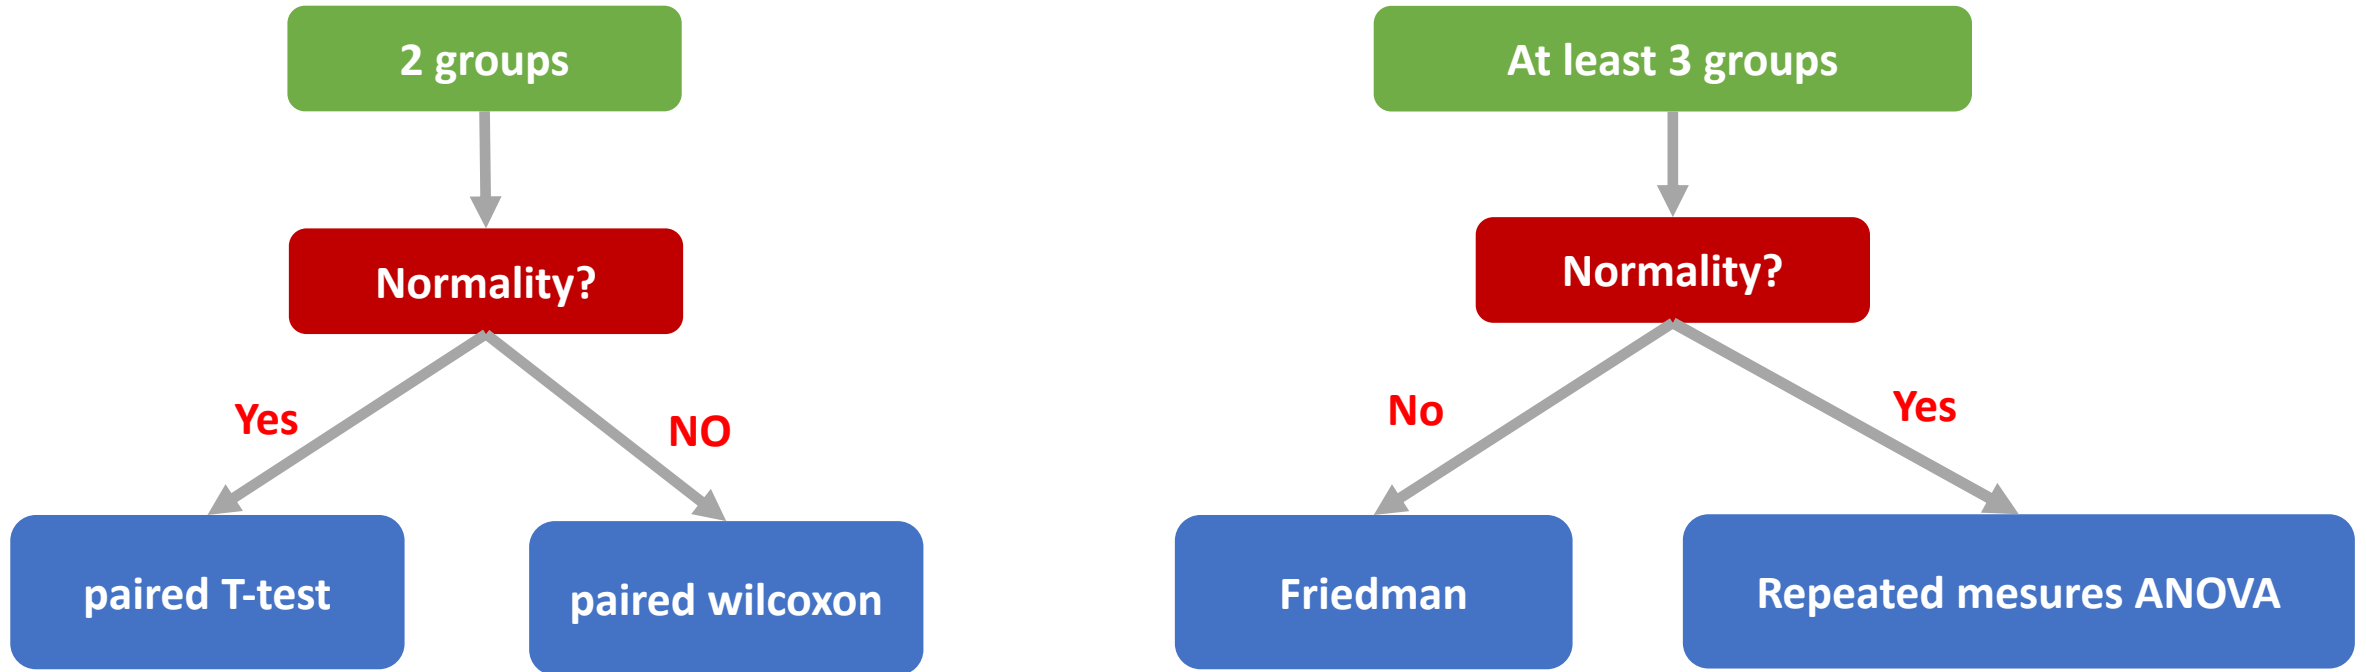 2 groups
At least 3 groups
Normality?
Normality?
Yes
NO
No
Yes
paired T-test
paired wilcoxon
Friedman
Repeated mesures ANOVA